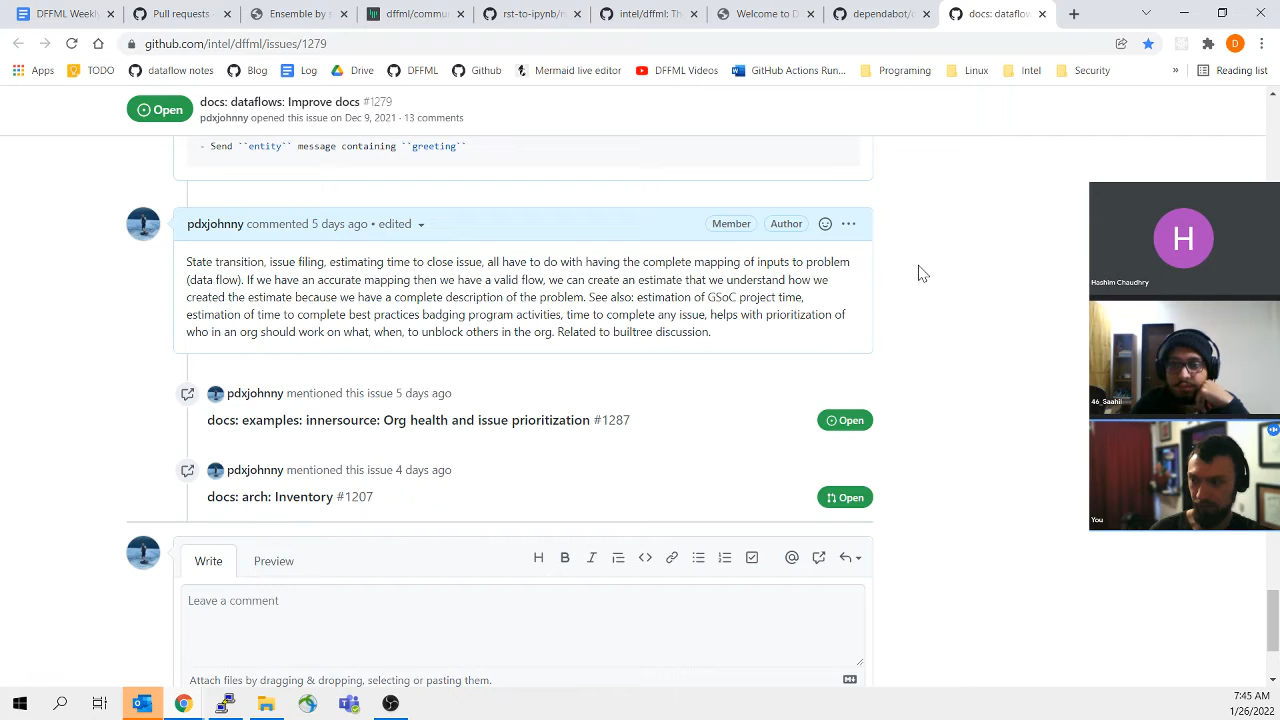 DFFML Weekly
Pull requests ·
Ensemble by
dffml/commu
rst-to-ipynb/
intel/dffml: Th
Welcome to D
dependabot/
docs: dataflow
github.com/intel/dffml/issues/1279
D
Apps
TODO
dataflow notes
Blog
Log
Drive
DFFML
Github
Mermaid live editor
DFFML Videos
GitHub Actions Run...
Programing
Linux
Intel
Security
»
Reading list
Open
docs: dataflows: Improve docs #1279
pdxjohnny opened this issue on Dec 9, 2021 · 13 comments
- Send ``entity`` message containing ``greeting``
pdxjohnny commented 5 days ago • edited
Member
Author
State transition, issue filing, estimating time to close issue, all have to do with having the complete mapping of inputs to problem
(data flow). If we have an accurate mapping then we have a valid flow, we can create an estimate that we understand how we
created the estimate because we have a complete description of the problem. See also: estimation of GSoC project time,
estimation of time to complete best practices badging program activities, time to complete any issue, helps with prioritization of
who in an org should work on what, when, to unblock others in the org. Related to builtree discussion.
pdxjohnny mentioned this issue 5 days ago
docs: examples: innersource: Org health and issue prioritization #1287
Open
pdxjohnny mentioned this issue 4 days ago
docs: arch: Inventory #1207
Open
Write
Preview
H
B
I
Leave a comment
Attach files by dragging & dropping, selecting or pasting them.
H
Hashim Chaudhry
46_Saahil
You
7:45 AM
1/26/2022